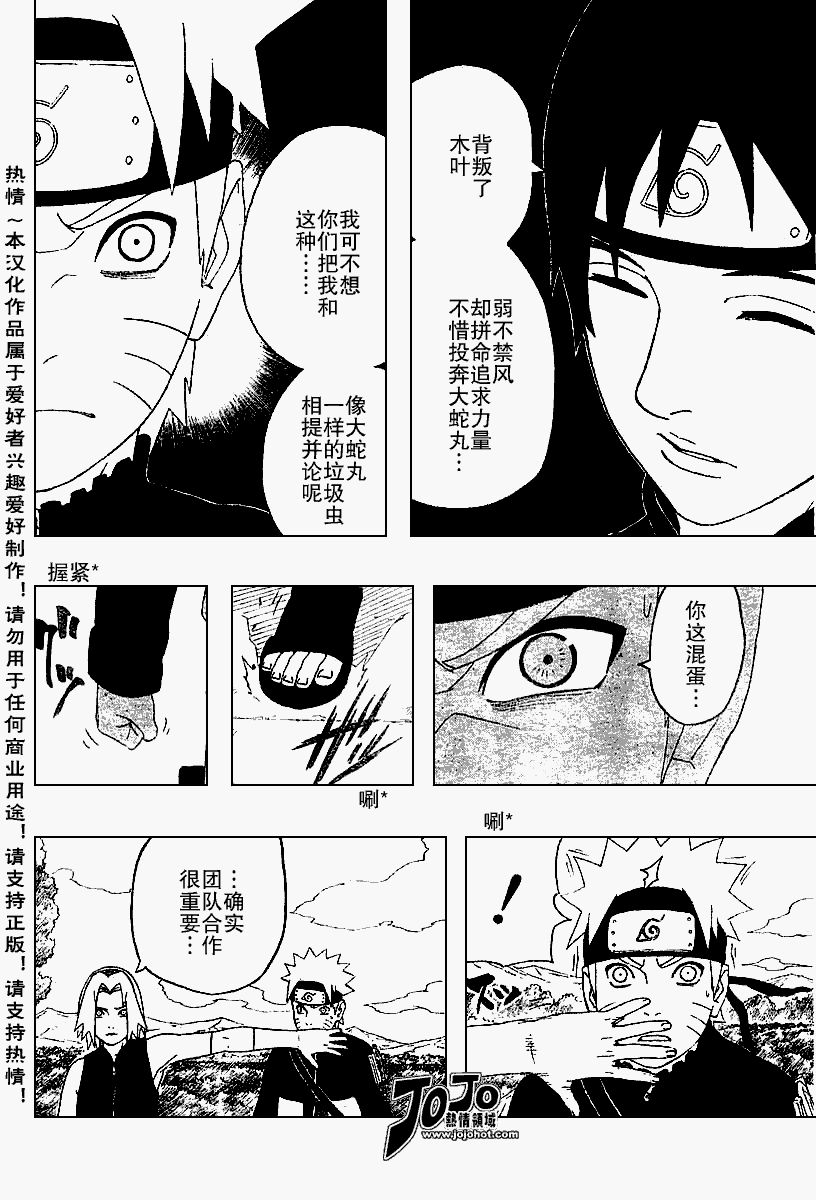 背叛了
木叶
弱不禁风
却拼命追求力量
不惜投奔大蛇丸…
我可不想
你们把我和
这种……
像大蛇丸
一样的垃圾虫
相提并论呢
你这混蛋…
唰*
握紧*
唰*
！
…确实
团队合作
很重要…
热情～本汉化作品属于爱好者兴趣爱好制作！请勿用于任何商业用途！请支持正版！请支持热情！
JOJO
熱情領域
www.jojohot.com